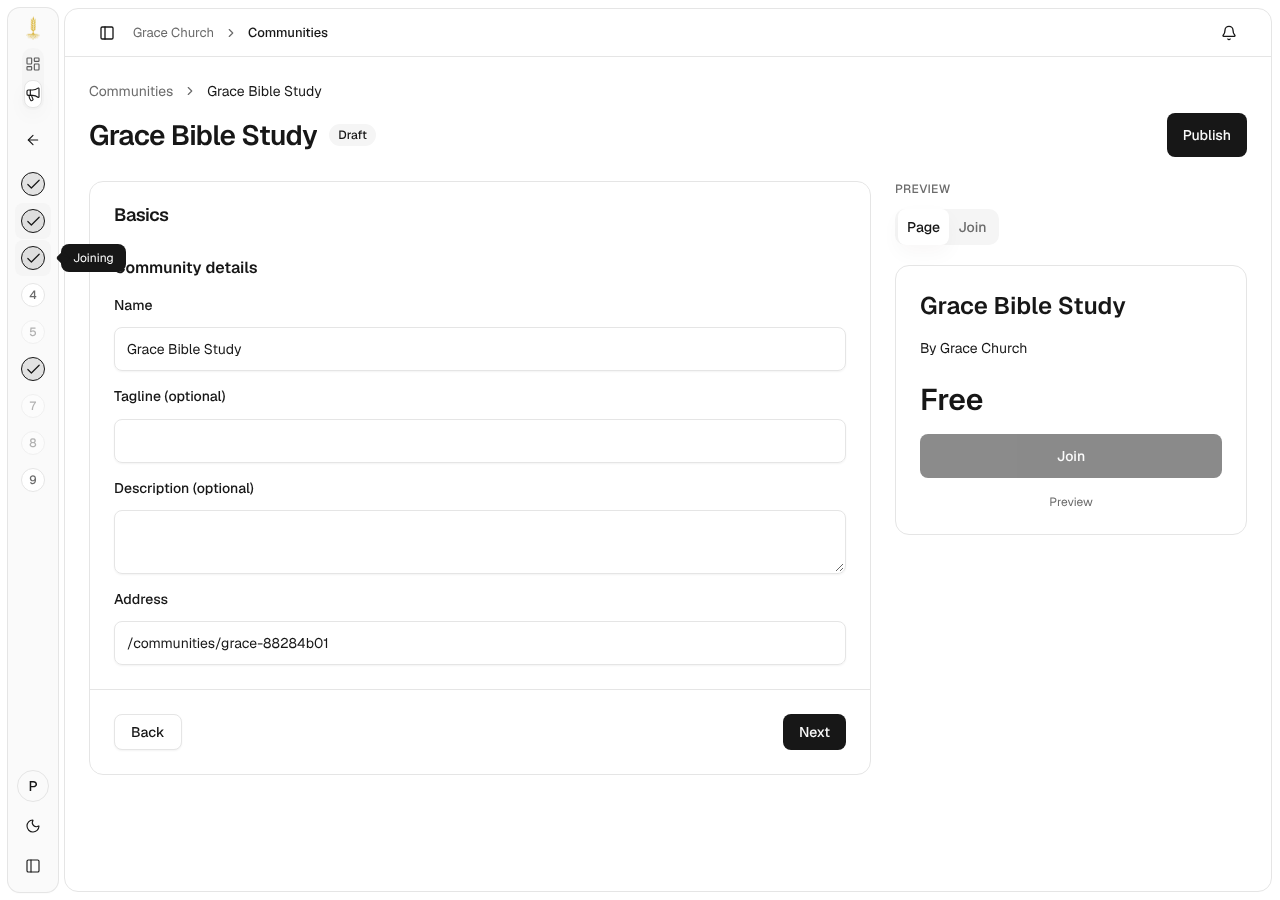 Grace Church
Communities
Communities
Grace Bible Study
Grace Bible Study
Draft
Publish
Basics
Joining
ommunity details
Name
Grace Bible Study
Tagline (optional)
Description (optional)
Address
/communities/grace-88284b01
Back
Next
PREVIEW
Page
Join
Grace Bible Study
By Grace Church
Free
Join
Preview
4
5
7
8
9
P